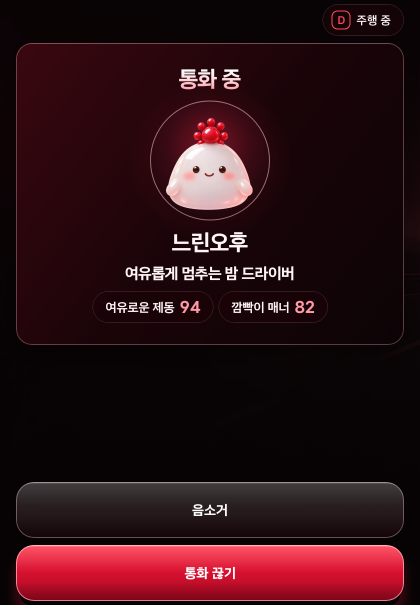 D 주행 중
통화 중
느린오후
여유롭게 멈추는 밤 드라이버
여유로운 제동 94 깜빡이 매너 82
음소거
통화 끊기